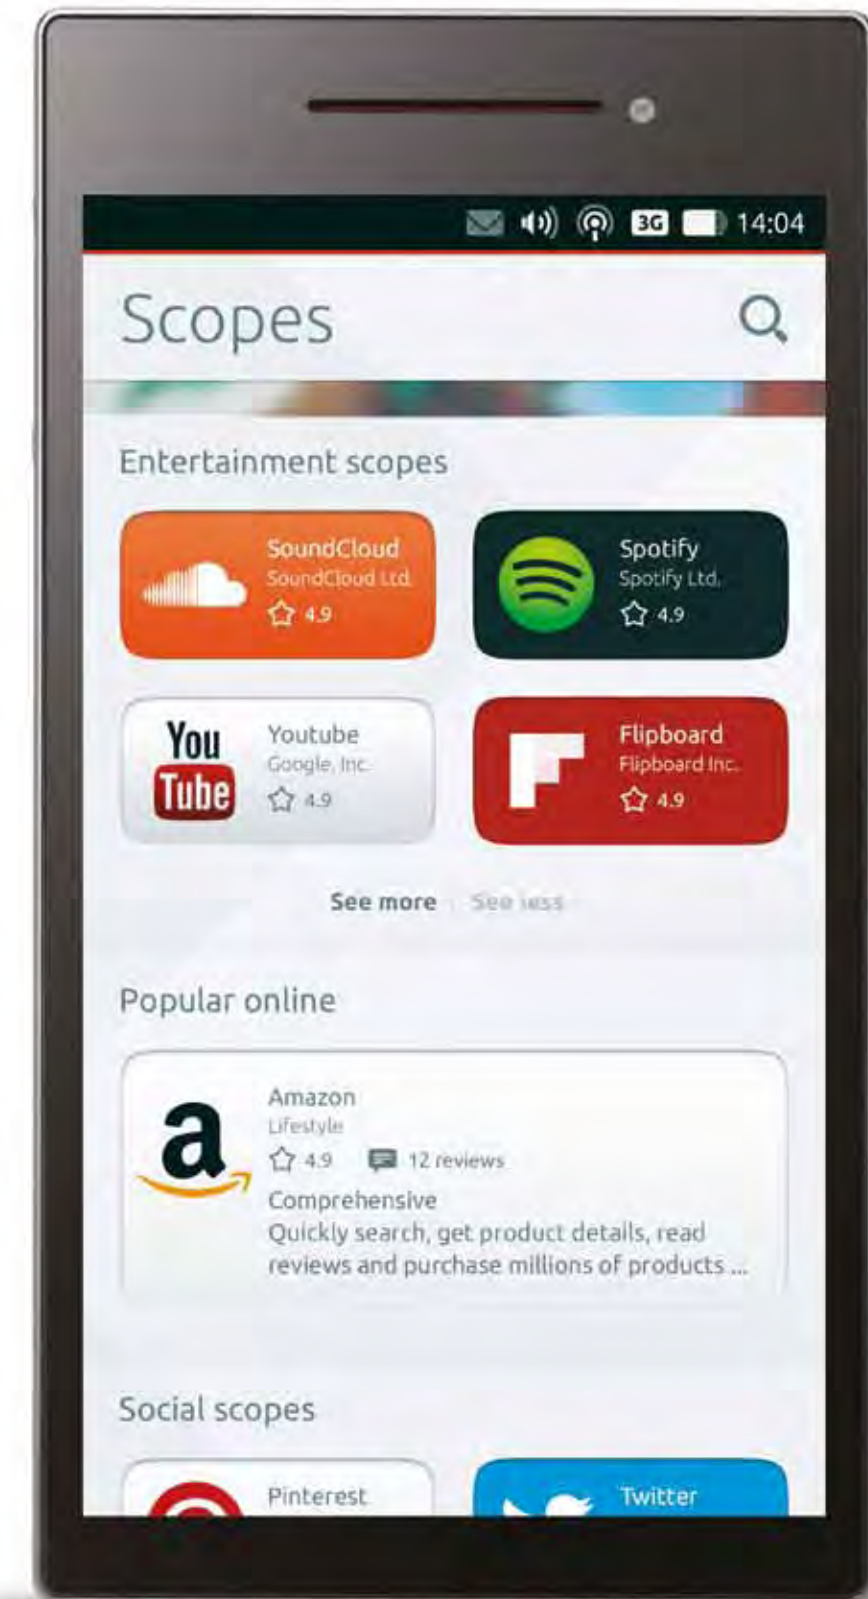 3G 14:04
Scopes
Entertainment scopes
SoundCloud
SoundCloud Ltd.
4.9
Spotify
Spotify Ltd.
4.9
You
Tube
Youtube
Google, Inc.
4.9
Flipboard
Flipboard Inc.
4.9
See more See less
Popular online
a
Amazon
Lifestyle
4.9 12 reviews
Comprehensive
Quickly search, get product details, read
reviews and purchase millions of products ...
Social scopes
Pinterest
Twitter